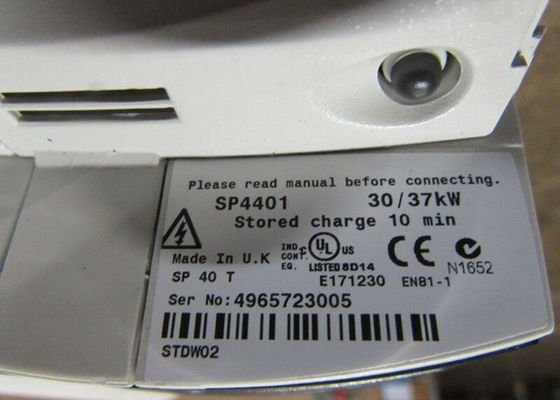 Please read manual before connecting.
SP4401 30/37kW
Stored charge 10 min
Made In U.K IND. CONT. EQ. UL US LISTED 8D14 CE N1652
SP 40 T E171230 EN81-1
Ser No: 4965723005
STDW02